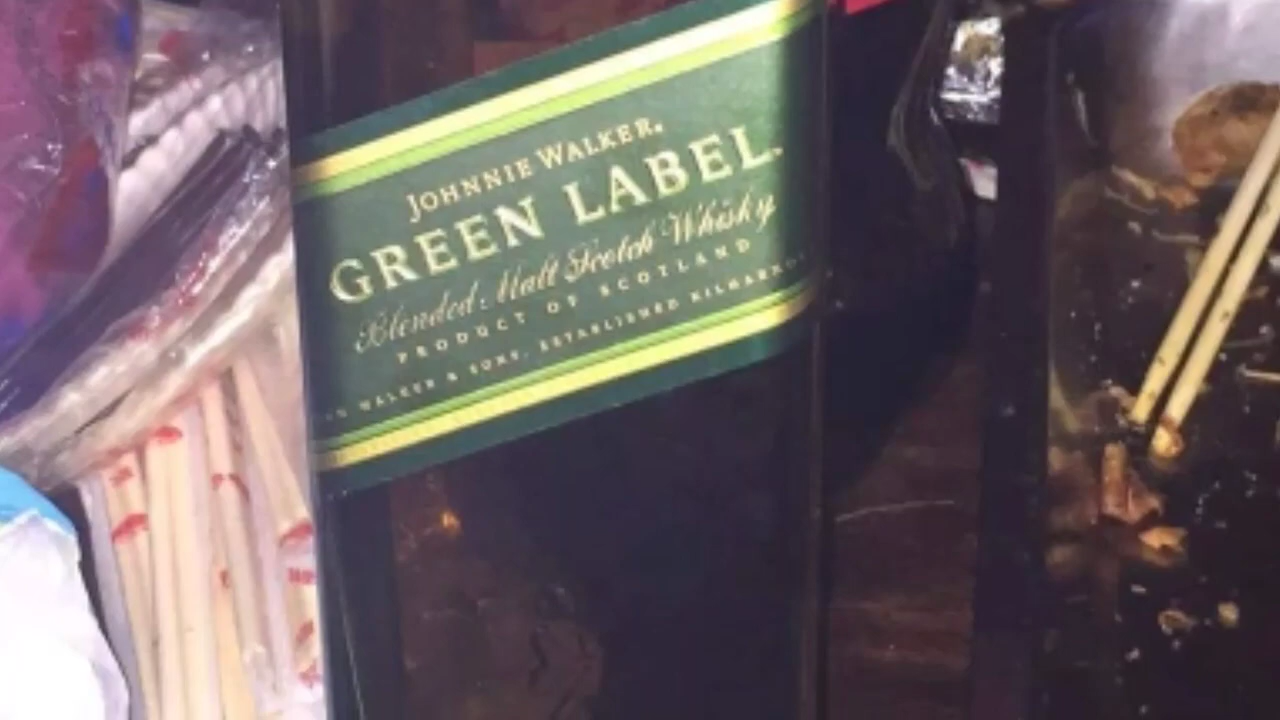 JOHNNIE WALKER.
GREEN LABEL.
Blended Malt Scotch Whisky
PRODUCT OF SCOTLAND
WALKER & SONS, ESTABLISHED KILMARNO